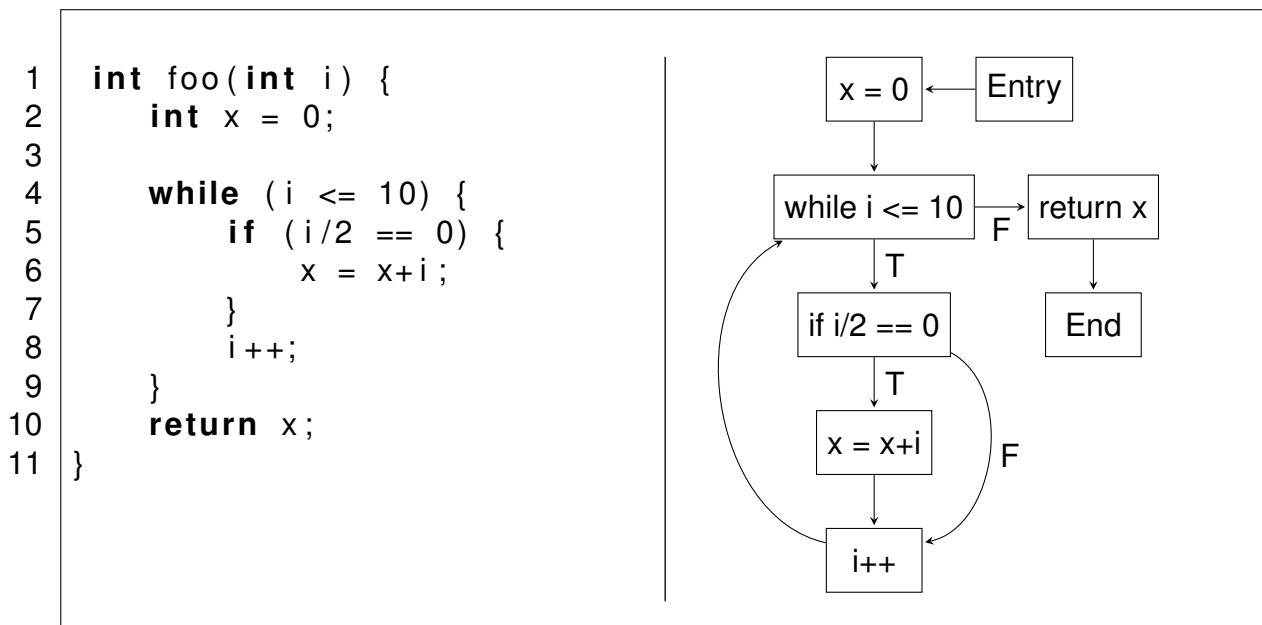 1 int foo(int i) {
2 int x = 0;
3
4 while (i <= 10) {
5 if (i/2 == 0) {
6 x = x+i;
7 }
8 i++;
9 }
10 return x;
11 }
x = 0
Entry
while i <= 10
F
return x
T
if i/2 == 0
End
T
x = x+i
F
i++